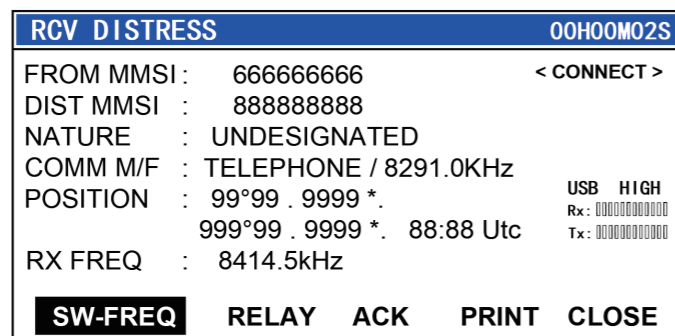 RCV DISTRESS 00H00M02S
FROM MMSI : 666666666 < CONNECT >
DIST MMSI : 888888888
NATURE : UNDESIGNATED
COMM M/F : TELEPHONE / 8291.0KHz
POSITION : 99°99 . 9999 *. USB HIGH
Rx:
999°99 . 9999 *. 88:88 Utc Tx:
RX FREQ : 8414.5kHz
SW-FREQ RELAY ACK PRINT CLOSE